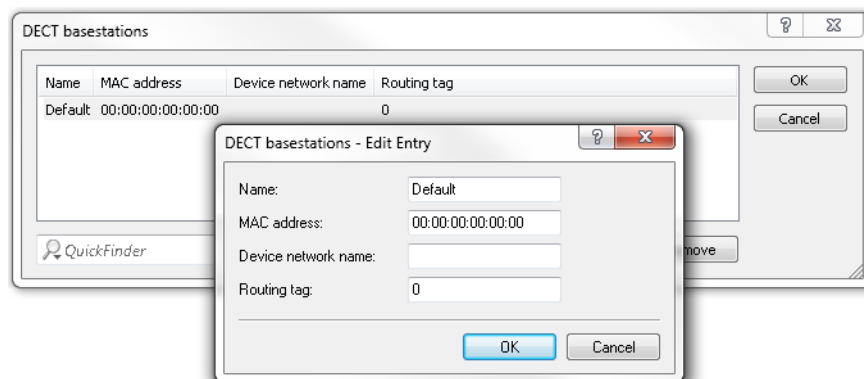 DECT basestations
Name MAC address Device network name Routing tag
Default 00:00:00:00:00:00 0
OK
Cancel
QuickFinder
DECT basestations - Edit Entry
Name: Default
MAC address: 00:00:00:00:00:00
Device network name:
Routing tag: 0
OK Cancel